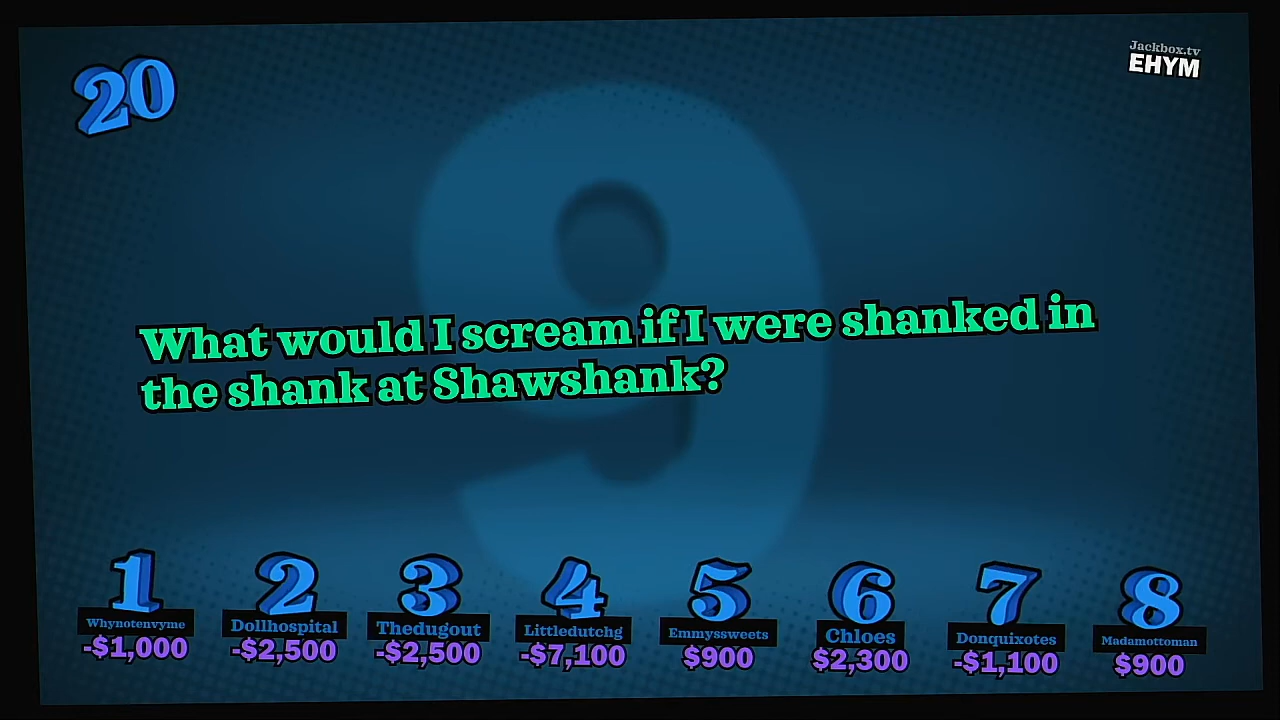 20
Jackbox.tv
EHYM
9
What would I scream if I were shanked in
the shank at Shawshank?
1 2 3 4 5 6 7 8
Whynotenvyme Dollhospital Thedugout Littledutchg Emmyssweets Chloes Donquixotes Madamottoman
-$1,000 -$2,500 -$2,500 -$7,100 $900 $2,300 -$1,100 $900